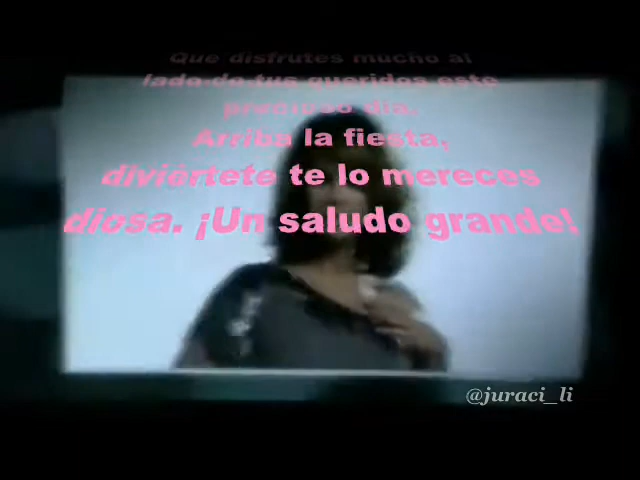 Que disfrutes mucho al
lado de tus queridos este
precioso día.
Arriba la fiesta,
diviértete te lo mereces
diosa. ¡Un saludo grande!
@juraci_li